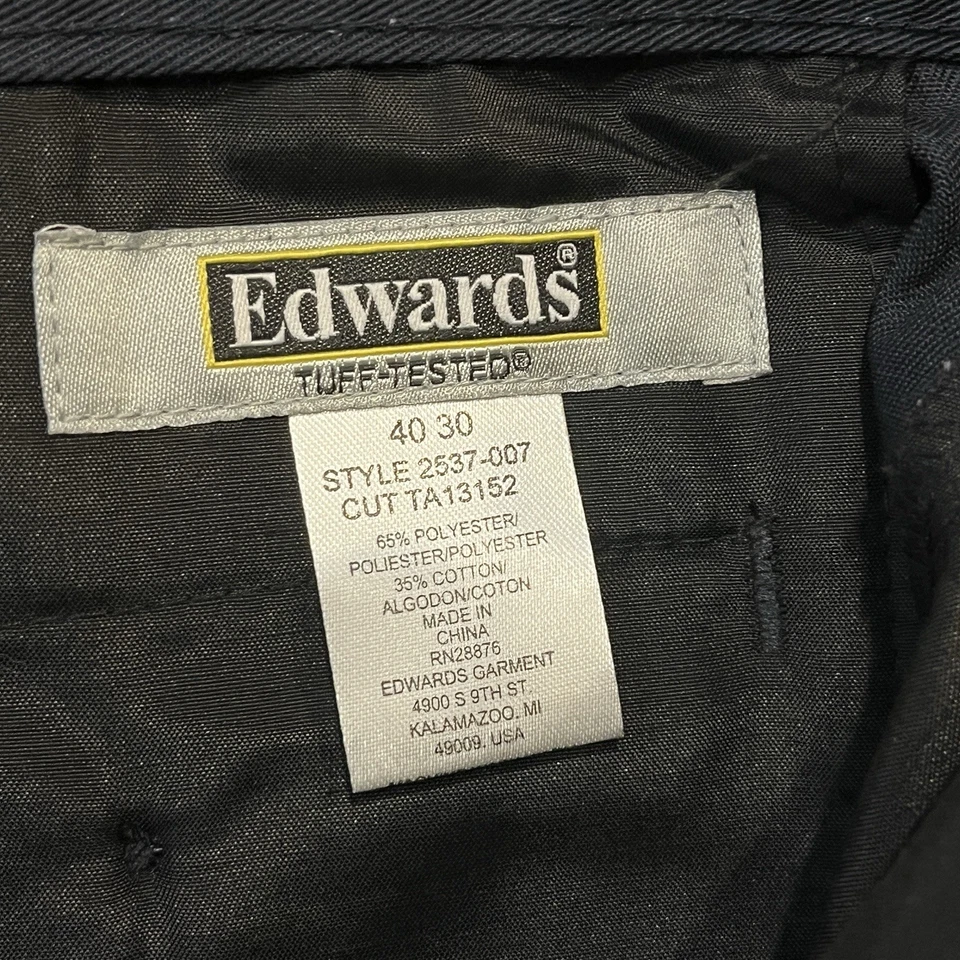 Edwards®
TUFF-TESTED®
40 30
STYLE 2537-007
CUT TA13152
65% POLYESTER/
POLIESTER/POLYESTER
35% COTTON/
ALGODON/COTON
MADE IN
CHINA
RN28876
EDWARDS GARMENT
4900 S 9TH ST.
KALAMAZOO, MI
49009, USA